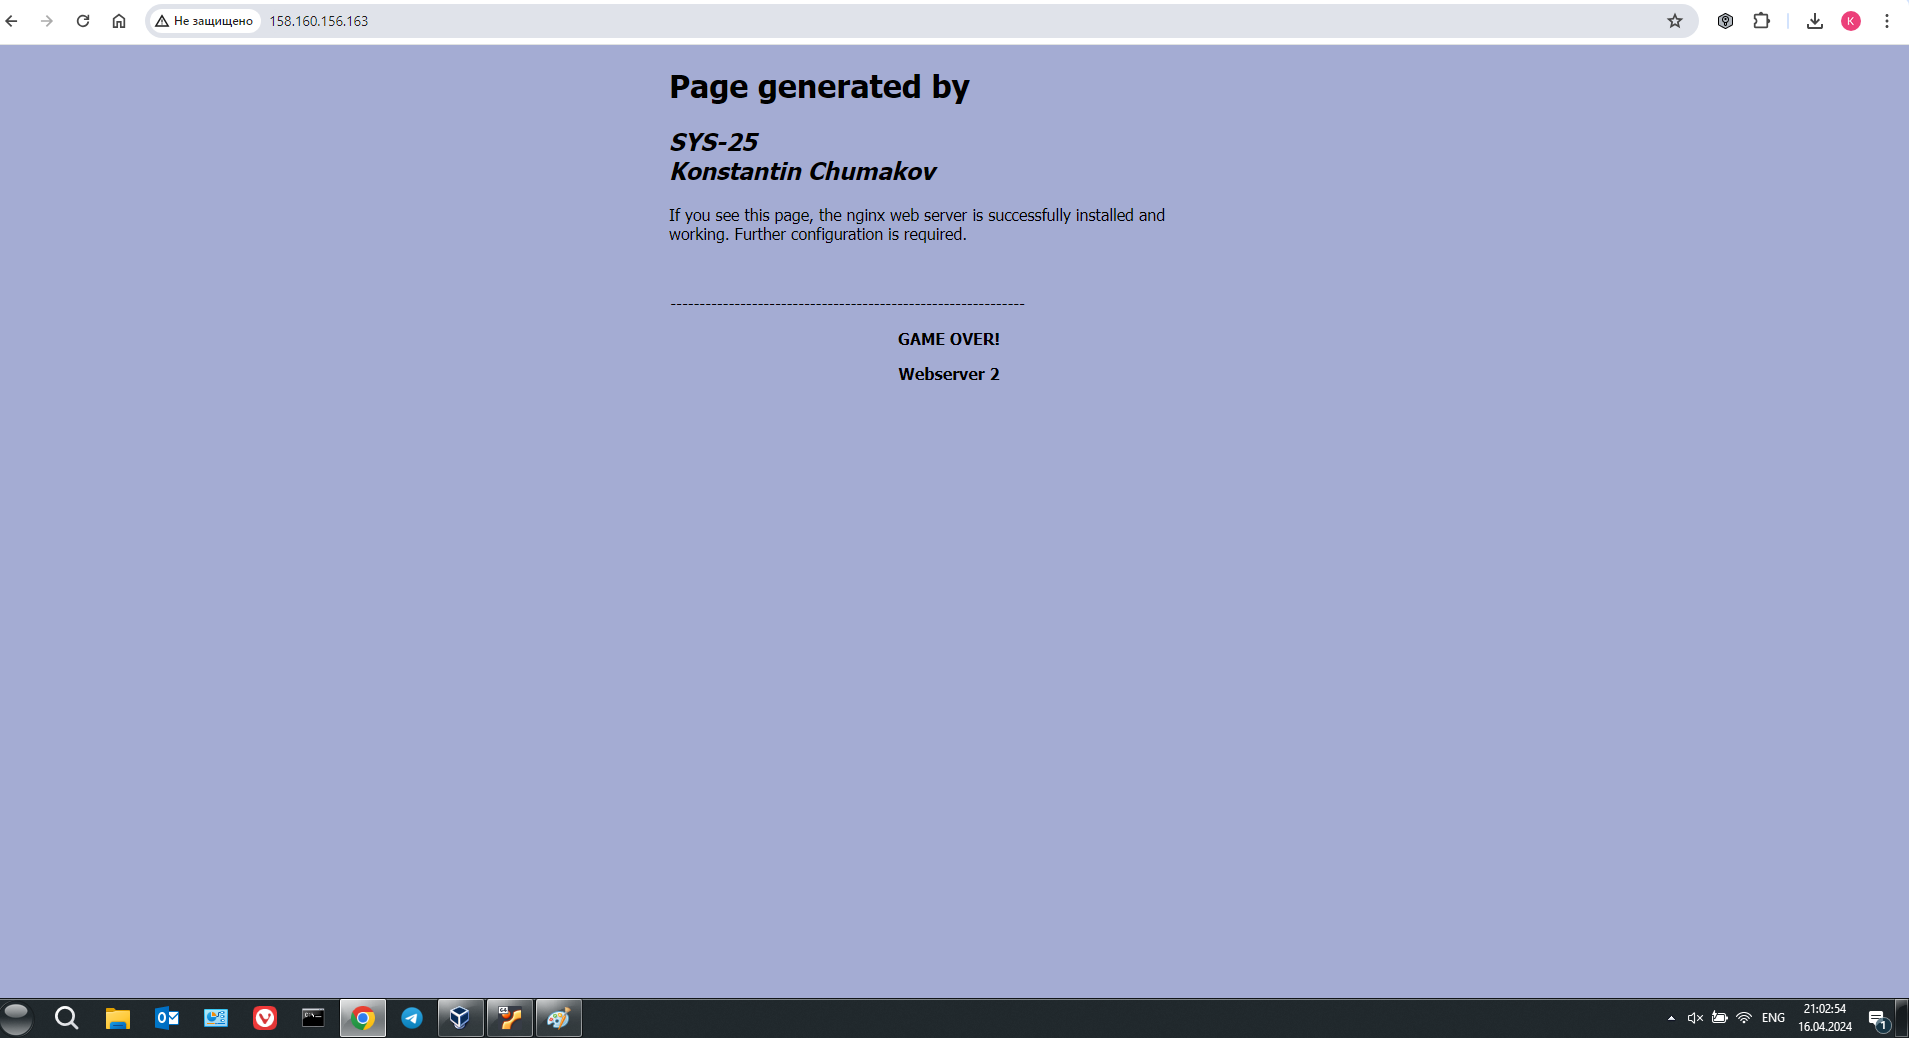 Не защищено
158.160.156.163
K
Page generated by
SYS-25
Konstantin Chumakov
If you see this page, the nginx web server is successfully installed and
working. Further configuration is required.
-------------------------------------------------------------
GAME OVER!
Webserver 2
ENG
21:02:54
16.04.2024
1